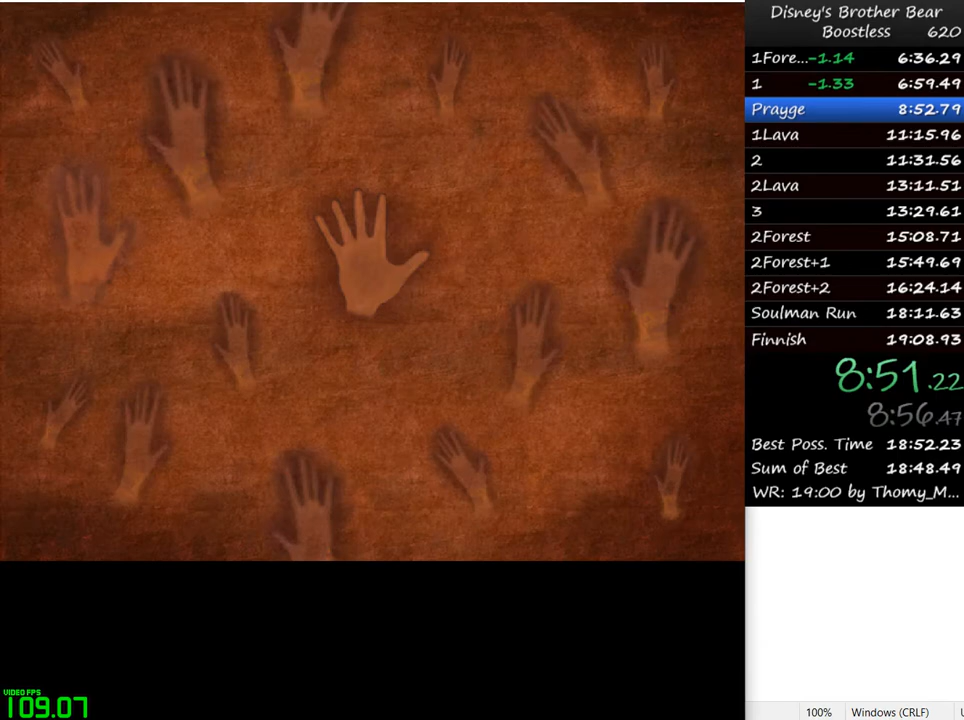 Disney's Brother Bear
Boostless 620
1Fore... -1.14 6:36.29
1 -1.33 6:59.49
Prayge 8:52.79
1Lava 11:15.96
2 11:31.56
2Lava 13:11.51
3 13:29.61
2Forest 15:08.71
2Forest+1 15:49.69
2Forest+2 16:24.14
Soulman Run 18:11.63
Finnish 19:08.93
8:51.22
8:56.47
Best Poss. Time 18:52.23
Sum of Best 18:48.49
WR: 19:00 by Thomy_M...
VIDEO FPS
109.07
100% Windows (CRLF)